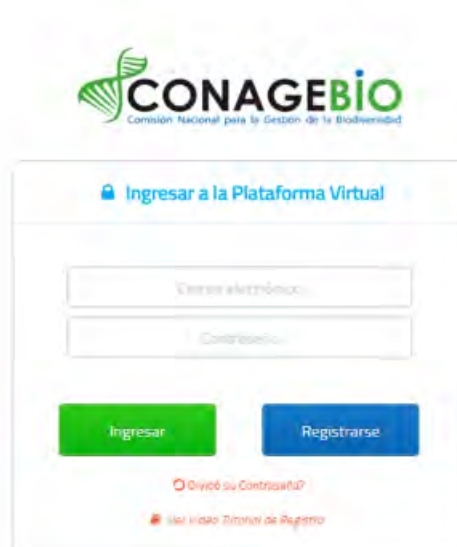 CONAGEBIO
Comisión Nacional para la Gestión de la Biodiversidad
Ingresar a la Plataforma Virtual
Correo electrónico...
Contraseña...
Ingresar
Registrarse
Olvidó su Contraseña?
Ver Video Tutorial de Registro